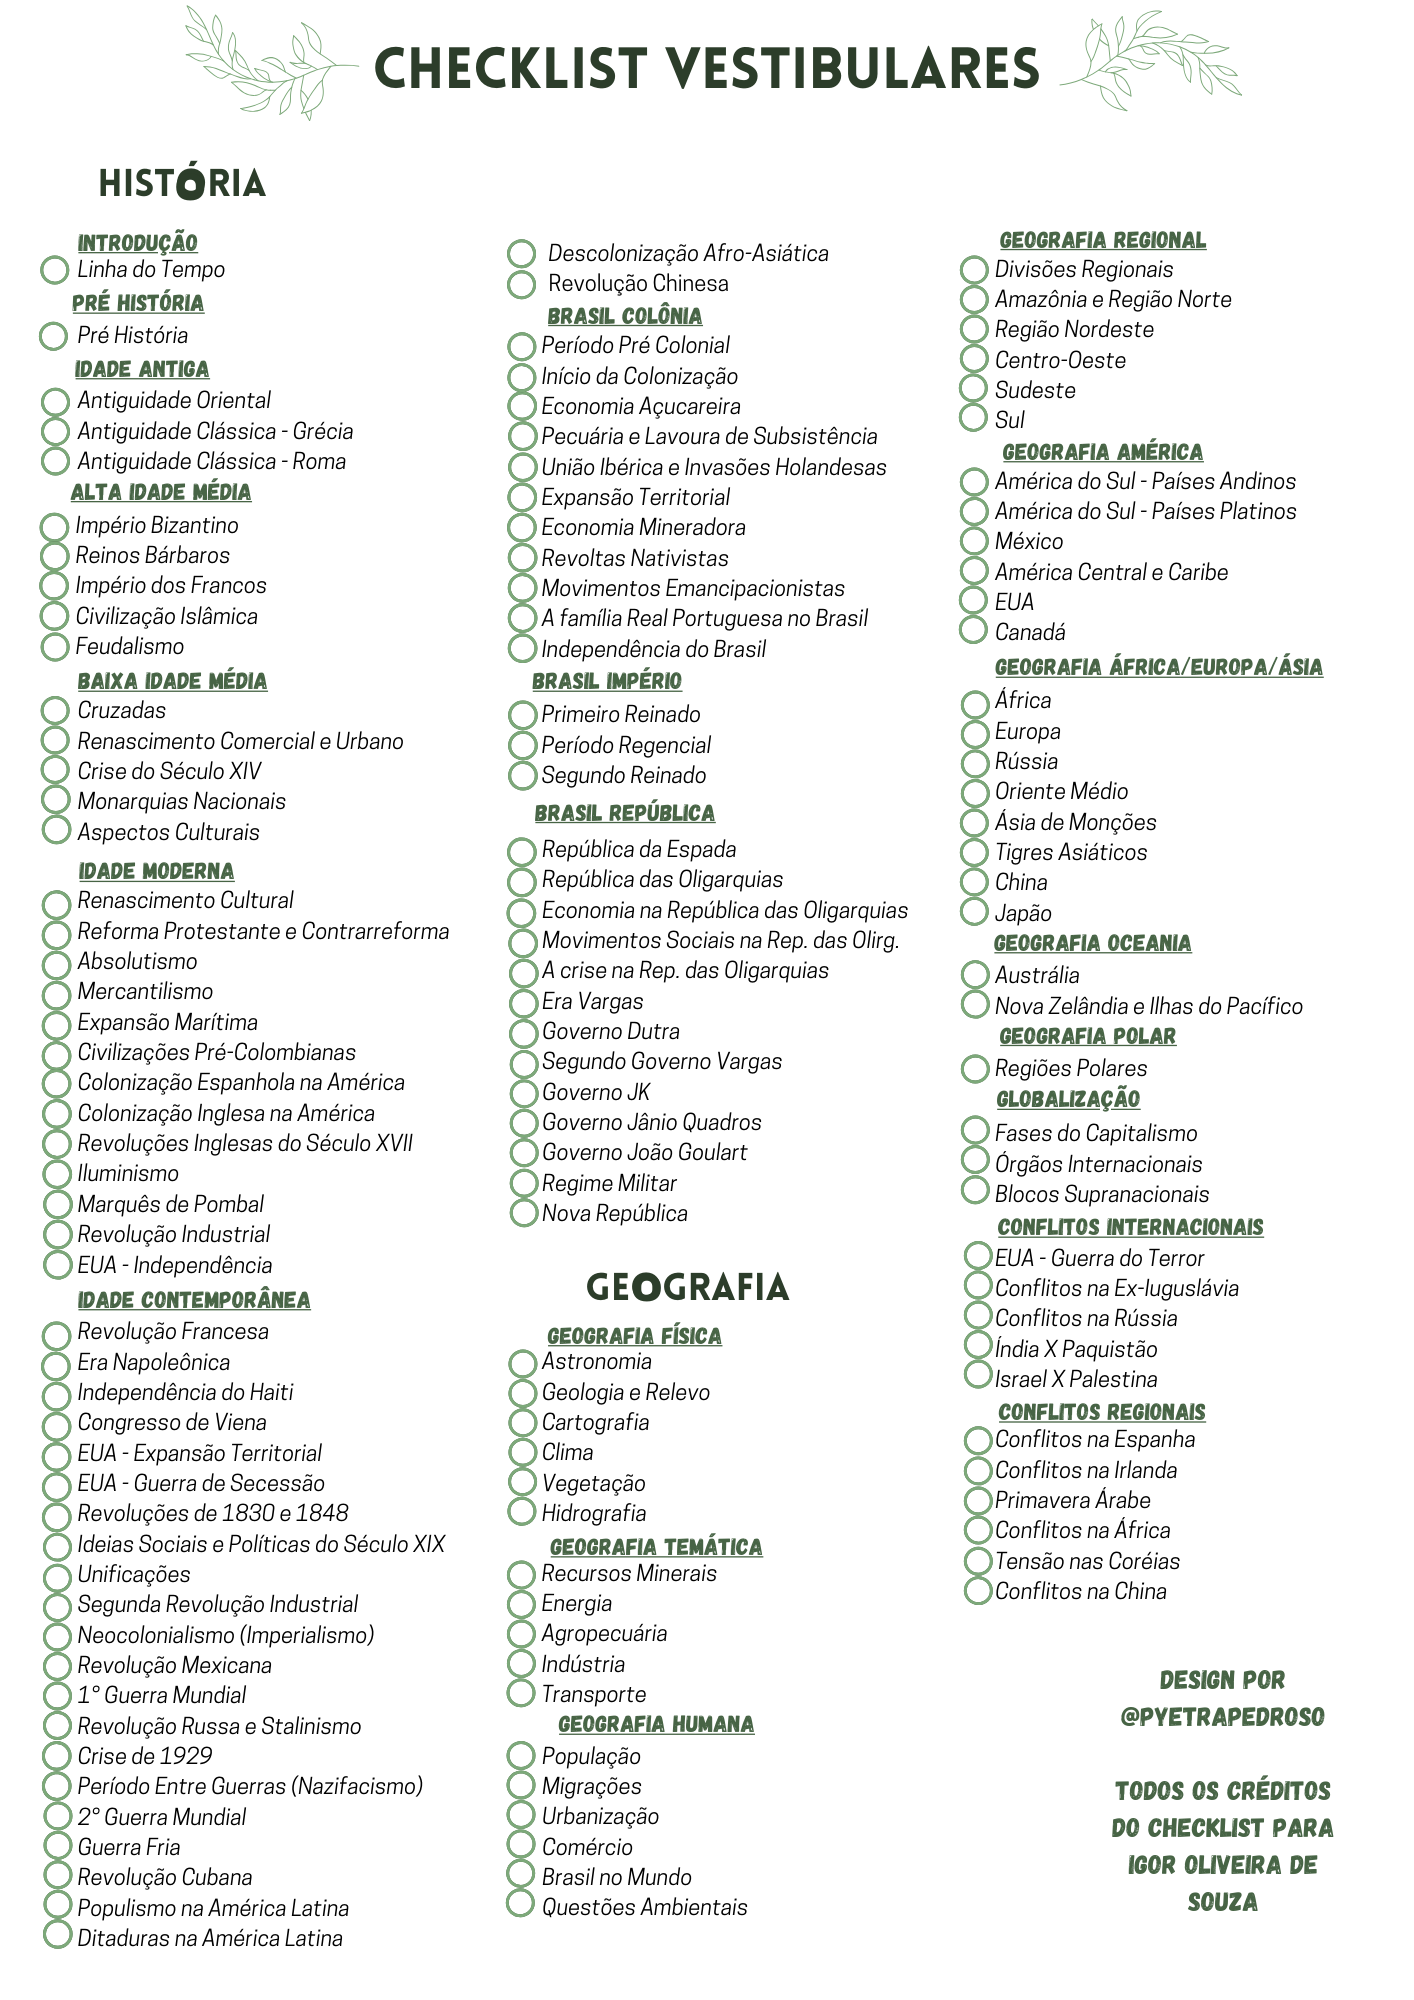 CHECKLIST VESTIBULARES
HISTÓRIA
INTRODUÇÃO
Linha do Tempo
PRÉ HISTÓRIA
Pré História
IDADE ANTIGA
Antiguidade Oriental
Antiguidade Clássica - Grécia
Antiguidade Clássica - Roma
ALTA IDADE MÉDIA
Império Bizantino
Reinos Bárbaros
Império dos Francos
Civilização Islâmica
Feudalismo
BAIXA IDADE MÉDIA
Cruzadas
Renascimento Comercial e Urbano
Crise do Século XIV
Monarquias Nacionais
Aspectos Culturais
IDADE MODERNA
Renascimento Cultural
Reforma Protestante e Contrarreforma
Absolutismo
Mercantilismo
Expansão Marítima
Civilizações Pré-Colombianas
Colonização Espanhola na América
Colonização Inglesa na América
Revoluções Inglesas do Século XVII
Iluminismo
Marquês de Pombal
Revolução Industrial
EUA - Independência
IDADE CONTEMPORÂNEA
Revolução Francesa
Era Napoleônica
Independência do Haiti
Congresso de Viena
EUA - Expansão Territorial
EUA - Guerra de Secessão
Revoluções de 1830 e 1848
Ideias Sociais e Políticas do Século XIX
Unificações
Segunda Revolução Industrial
Neocolonialismo (Imperialismo)
Revolução Mexicana
1° Guerra Mundial
Revolução Russa e Stalinismo
Crise de 1929
Período Entre Guerras (Nazifacismo)
2° Guerra Mundial
Guerra Fria
Revolução Cubana
Populismo na América Latina
Ditaduras na América Latina
Descolonização Afro-Asiática
Revolução Chinesa
BRASIL COLÔNIA
Período Pré Colonial
Início da Colonização
Economia Açucareira
Pecuária e Lavoura de Subsistência
União Ibérica e Invasões Holandesas
Expansão Territorial
Economia Mineradora
Revoltas Nativistas
Movimentos Emancipacionistas
A família Real Portuguesa no Brasil
Independência do Brasil
BRASIL IMPÉRIO
Primeiro Reinado
Período Regencial
Segundo Reinado
BRASIL REPÚBLICA
República da Espada
República das Oligarquias
Economia na República das Oligarquias
Movimentos Sociais na Rep. das Olirg.
A crise na Rep. das Oligarquias
Era Vargas
Governo Dutra
Segundo Governo Vargas
Governo JK
Governo Jânio Quadros
Governo João Goulart
Regime Militar
Nova República
GEOGRAFIA
GEOGRAFIA FÍSICA
Astronomia
Geologia e Relevo
Cartografia
Clima
Vegetação
Hidrografia
GEOGRAFIA TEMÁTICA
Recursos Minerais
Energia
Agropecuária
Indústria
Transporte
GEOGRAFIA HUMANA
População
Migrações
Urbanização
Comércio
Brasil no Mundo
Questões Ambientais
GEOGRAFIA REGIONAL
Divisões Regionais
Amazônia e Região Norte
Região Nordeste
Centro-Oeste
Sudeste
Sul
GEOGRAFIA AMÉRICA
América do Sul - Países Andinos
América do Sul - Países Platinos
México
América Central e Caribe
EUA
Canadá
GEOGRAFIA ÁFRICA/EUROPA/ÁSIA
África
Europa
Rússia
Oriente Médio
Ásia de Monções
Tigres Asiáticos
China
Japão
GEOGRAFIA OCEANIA
Austrália
Nova Zelândia e Ilhas do Pacífico
GEOGRAFIA POLAR
Regiões Polares
GLOBALIZAÇÃO
Fases do Capitalismo
Órgãos Internacionais
Blocos Supranacionais
CONFLITOS INTERNACIONAIS
EUA - Guerra do Terror
Conflitos na Ex-Iuguslávia
Conflitos na Rússia
Índia X Paquistão
Israel X Palestina
CONFLITOS REGIONAIS
Conflitos na Espanha
Conflitos na Irlanda
Primavera Árabe
Conflitos na África
Tensão nas Coréias
Conflitos na China
DESIGN POR
@PYETRAPEDROSO
TODOS OS CRÉDITOS
DO CHECKLIST PARA
IGOR OLIVEIRA DE
SOUZA